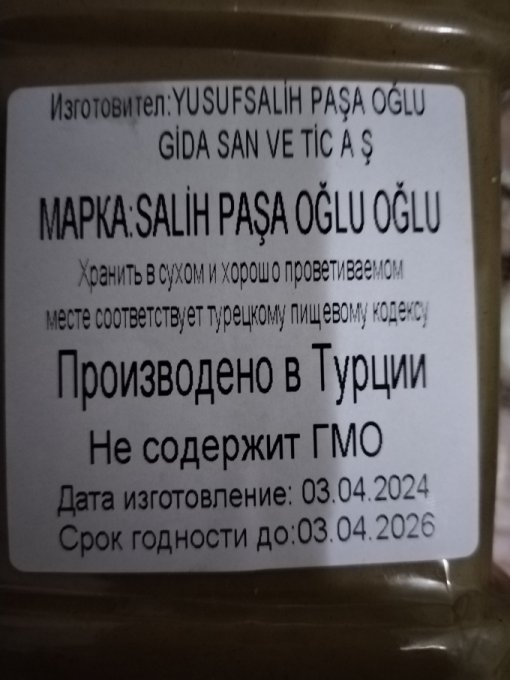 Изготовител:YUSUFSALİH PAŞA OĞLU
GİDA SAN VE TİC A Ş
МАРКА:SALİH PAŞA OĞLU OĞLU
Хранить в сухом и хорошо проветиваемом
месте соответствует турецкому пищевому кодексу
Произведено в Турции
Не содержит ГМО
Дата изготовление: 03.04.2024
Срок годности до:03.04.2026